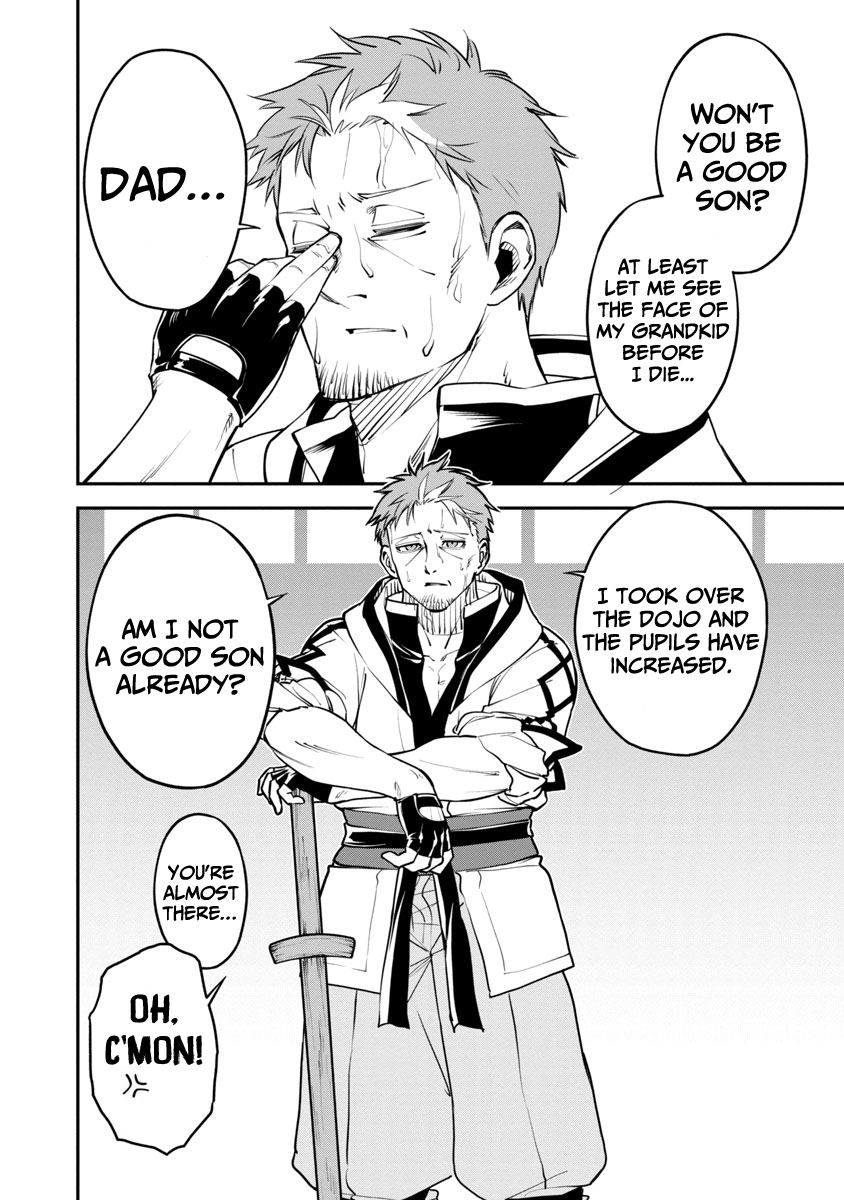 WON'T
YOU BE
A GOOD
SON?
AT LEAST
LET ME SEE
THE FACE OF
MY GRANDKID
BEFORE
I DIE...
DAD...
I TOOK OVER
THE DOJO AND
THE PUPILS HAVE
INCREASED.
AM I NOT
A GOOD SON
ALREADY?
YOU'RE
ALMOST
THERE...
OH,
C'MON!